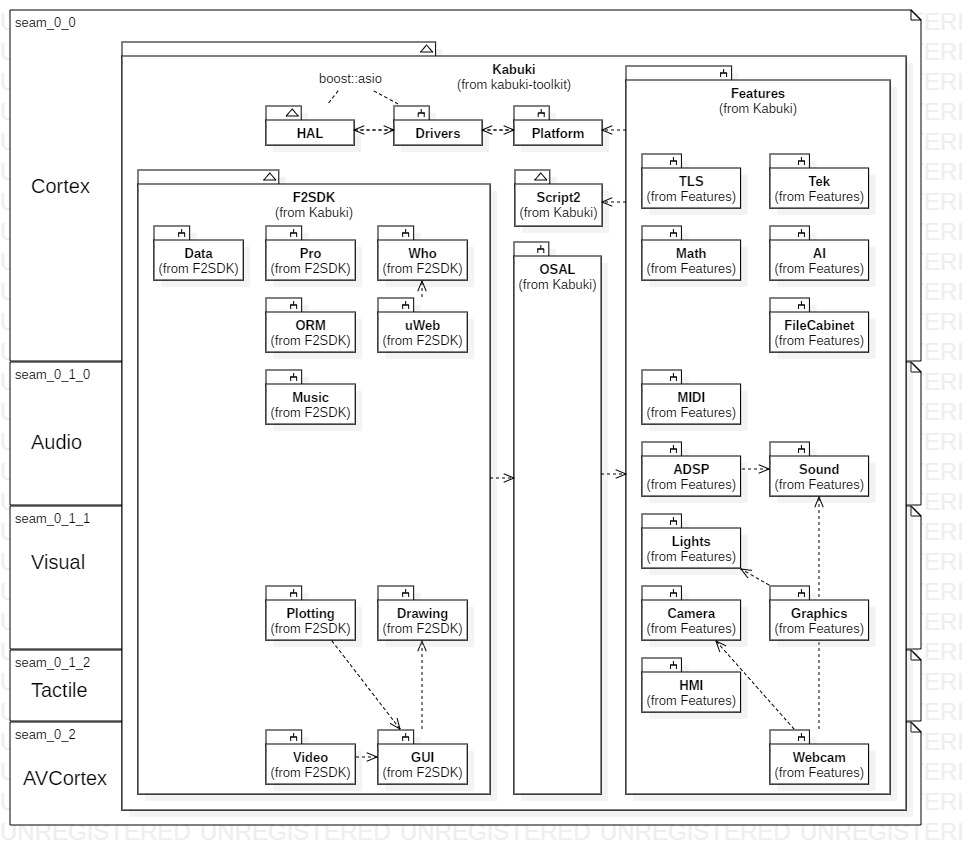 seam_0_0
Cortex
Kabuki
(from kabuki-toolkit)
boost::asio
HAL
Drivers
Platform
Features
(from Kabuki)
F2SDK
(from Kabuki)
Script2
(from Kabuki)
TLS
(from Features)
Tek
(from Features)
Data
(from F2SDK)
Pro
(from F2SDK)
Who
(from F2SDK)
OSAL
(from Kabuki)
Math
(from Features)
AI
(from Features)
ORM
(from F2SDK)
uWeb
(from F2SDK)
FileCabinet
(from Features)
seam_0_1_0
Audio
Music
(from F2SDK)
MIDI
(from Features)
ADSP
(from Features)
Sound
(from Features)
seam_0_1_1
Visual
Lights
(from Features)
Plotting
(from F2SDK)
Drawing
(from F2SDK)
Camera
(from Features)
Graphics
(from Features)
seam_0_1_2
Tactile
HMI
(from Features)
seam_0_2
AVCortex
Video
(from F2SDK)
GUI
(from F2SDK)
Webcam
(from Features)
UNREGISTERED UNREGISTERED UNREGISTERED UNREGISTERED UNREGISTERI